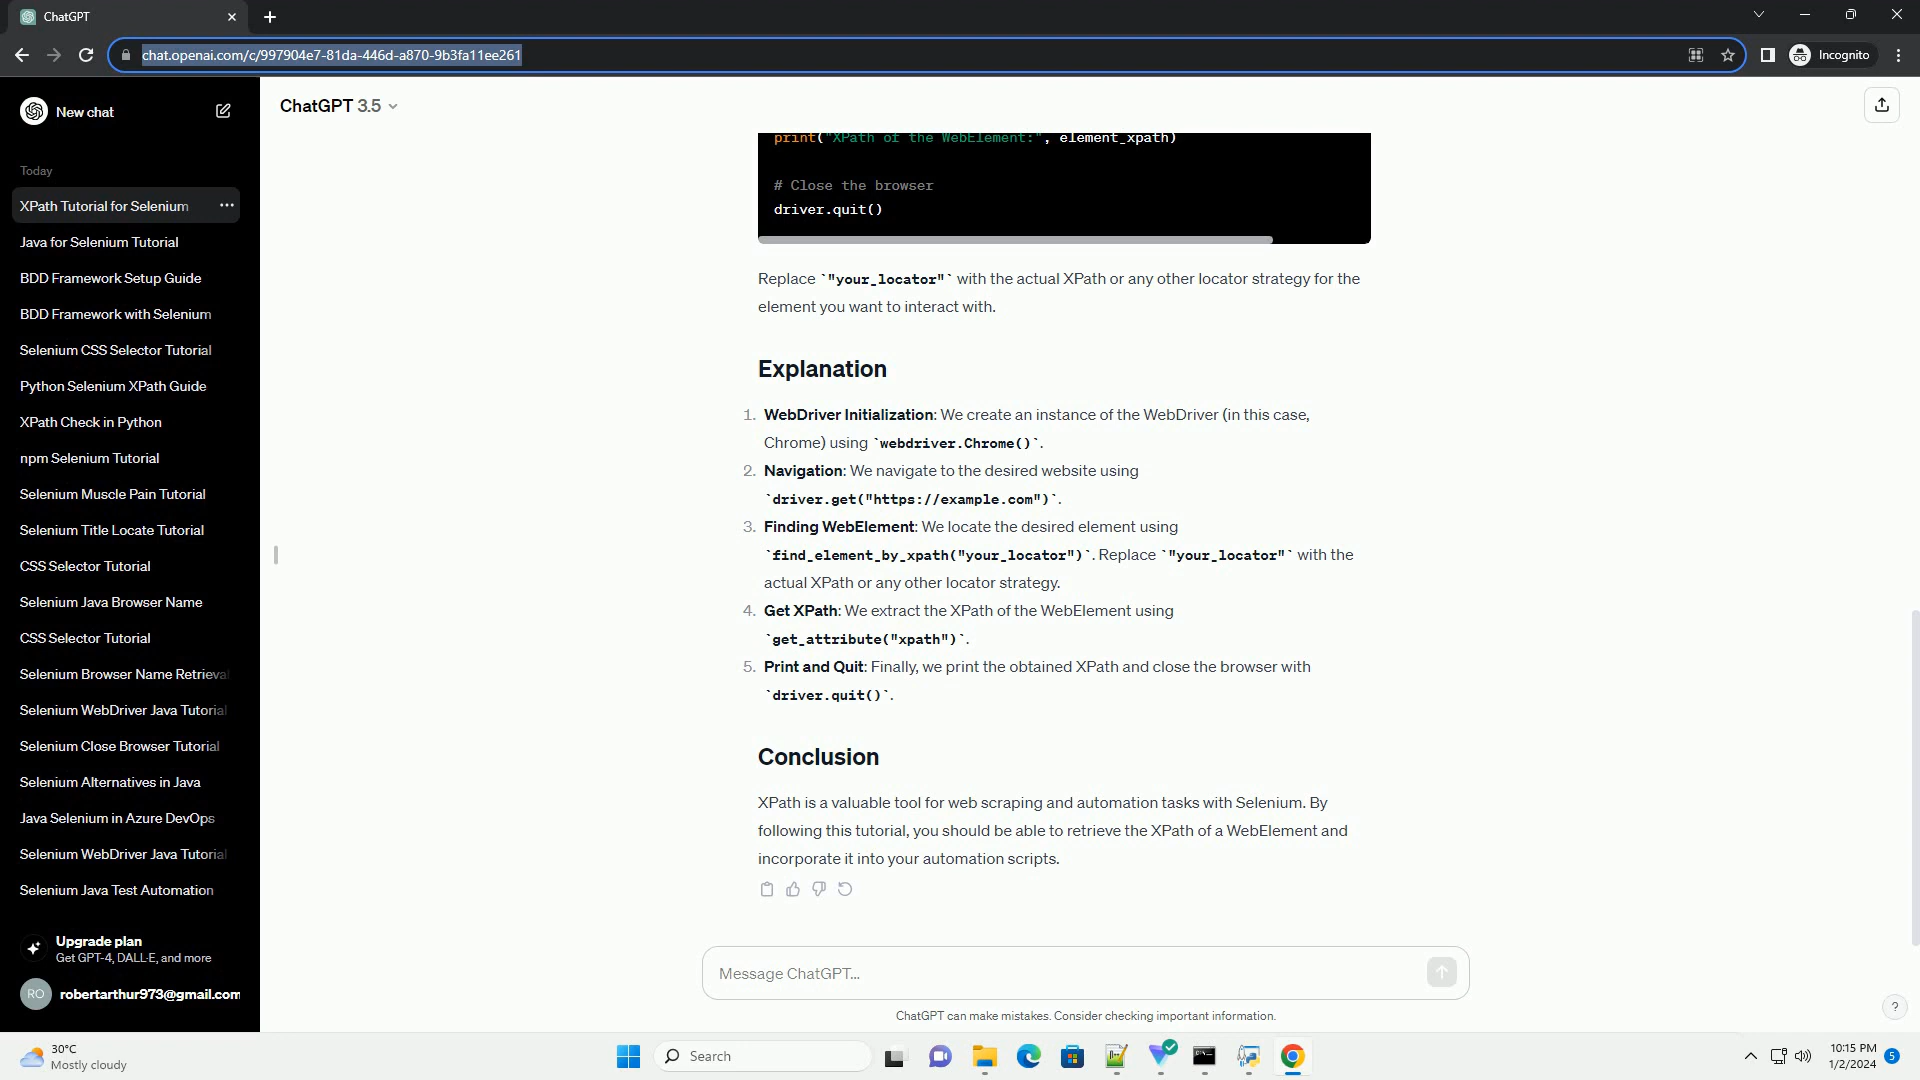 ChatGPT
chat.openai.com/c/997904e7-81da-446d-a870-9b3fa11ee261
Incognito
New chat
ChatGPT 3.5
Today
XPath Tutorial for Selenium
Java for Selenium Tutorial
BDD Framework Setup Guide
BDD Framework with Selenium
Selenium CSS Selector Tutorial
Python Selenium XPath Guide
XPath Check in Python
npm Selenium Tutorial
Selenium Muscle Pain Tutorial
Selenium Title Locate Tutorial
CSS Selector Tutorial
Selenium Java Browser Name
CSS Selector Tutorial
Selenium Browser Name Retrieval
Selenium WebDriver Java Tutorial
Selenium Close Browser Tutorial
Selenium Alternatives in Java
Java Selenium in Azure DevOps
Selenium WebDriver Java Tutorial
Selenium Java Test Automation
Upgrade plan
Get GPT-4, DALL·E, and more
RO
robertarthur973@gmail.com
print("XPath of the WebElement:", element_xpath)
# Close the browser
driver.quit()
Replace `"your_locator"` with the actual XPath or any other locator strategy for the
element you want to interact with.
Explanation
1. WebDriver Initialization: We create an instance of the WebDriver (in this case,
Chrome) using `webdriver.Chrome()`.
2. Navigation: We navigate to the desired website using
`driver.get("https://example.com")`.
3. Finding WebElement: We locate the desired element using
`find_element_by_xpath("your_locator")`. Replace `"your_locator"` with the
actual XPath or any other locator strategy.
4. Get XPath: We extract the XPath of the WebElement using
`get_attribute("xpath")`.
5. Print and Quit: Finally, we print the obtained XPath and close the browser with
`driver.quit()`.
Conclusion
XPath is a valuable tool for web scraping and automation tasks with Selenium. By
following this tutorial, you should be able to retrieve the XPath of a WebElement and
incorporate it into your automation scripts.
Message ChatGPT...
ChatGPT can make mistakes. Consider checking important information.
?
30°C
Mostly cloudy
Search
10:15 PM
1/2/2024
5